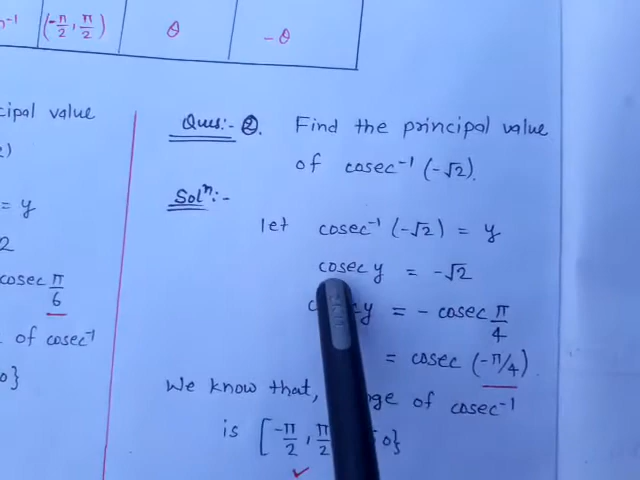 n⁻¹ (-π/2, π/2) θ -θ
cipal value
= y
2
cosec π/6
of cosec⁻¹
0}
Ques:- ②. Find the principal value
of cosec⁻¹ (-√2).
Solⁿ:-
let cosec⁻¹ (-√2) = y
cosec y = -√2
y = - cosec π/4
= cosec (-π/4)
We know that, of cosec⁻¹
is [-π/2, π/2 0}